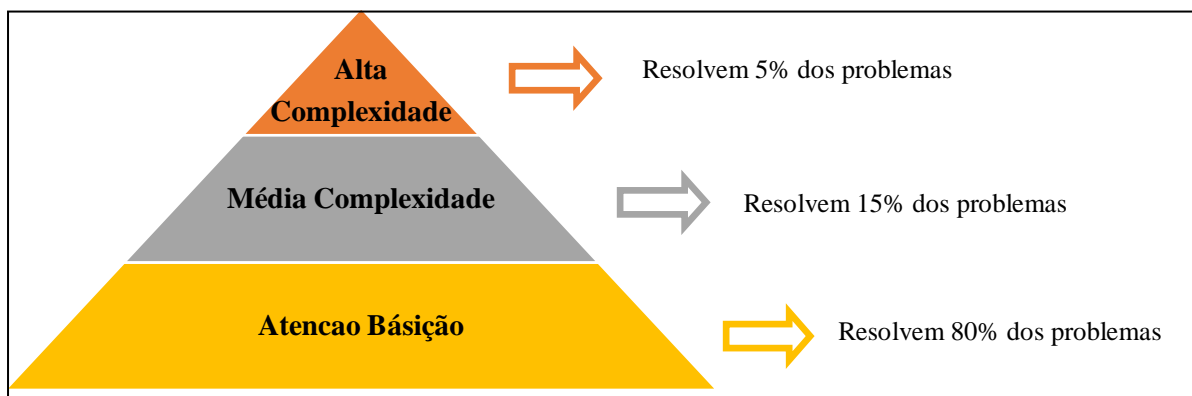 Alta
Complexidade
Resolvem 5% dos problemas
Média Complexidade
Resolvem 15% dos problemas
Atencao Básição
Resolvem 80% dos problemas